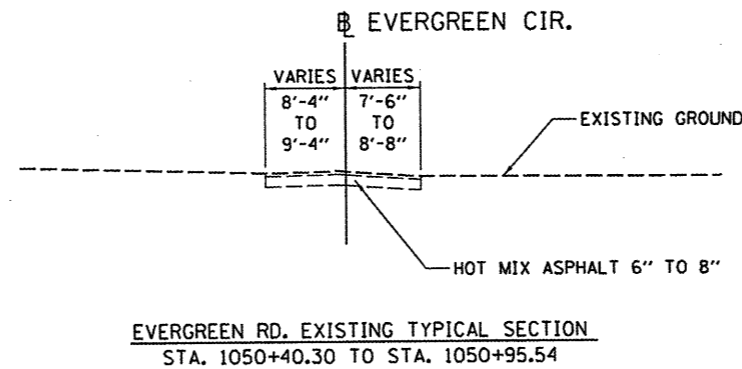 ℄ EVERGREEN CIR.
VARIES VARIES
8'-4" 7'-6"
TO TO
9'-4" 8'-8"
EXISTING GROUND
HOT MIX ASPHALT 6" TO 8"
EVERGREEN RD. EXISTING TYPICAL SECTION
STA. 1050+40.30 TO STA. 1050+95.54